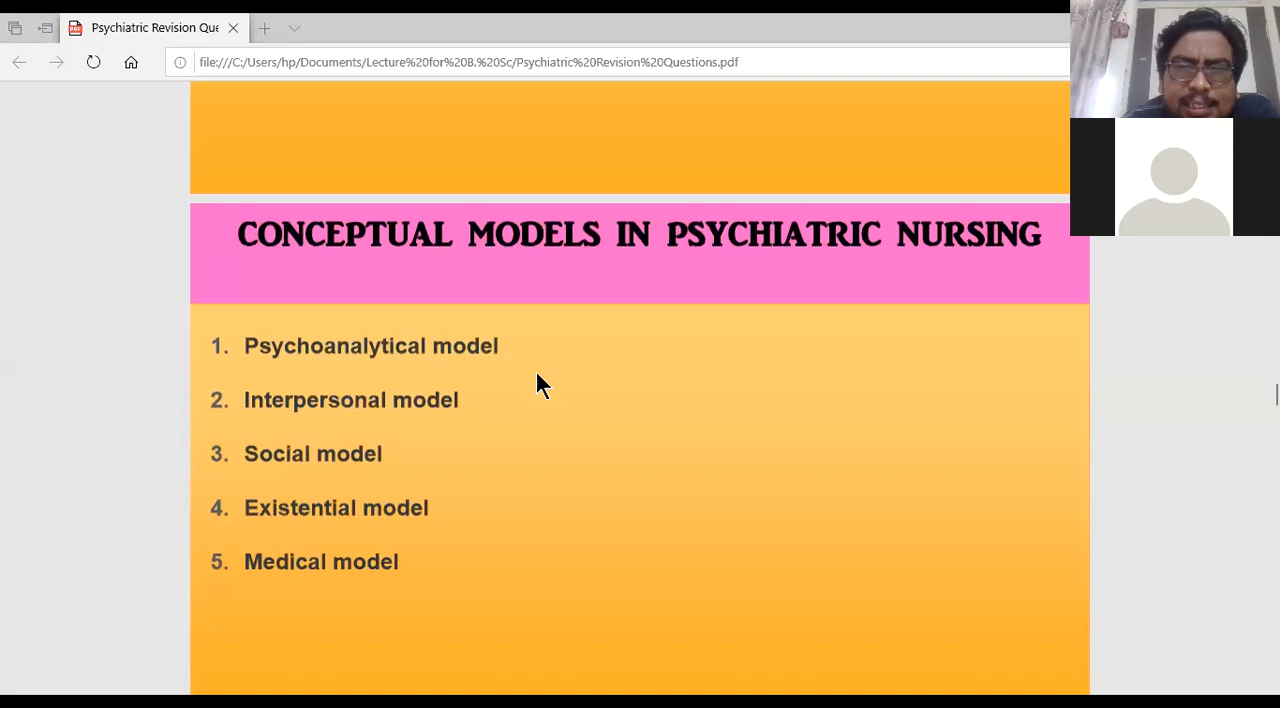 Psychiatric Revision Que
file:///C:/Users/hp/Documents/Lecture%20for%20B.%20Sc/Psychiatric%20Revision%20Questions.pdf
CONCEPTUAL MODELS IN PSYCHIATRIC NURSING
1. Psychoanalytical model
2. Interpersonal model
3. Social model
4. Existential model
5. Medical model